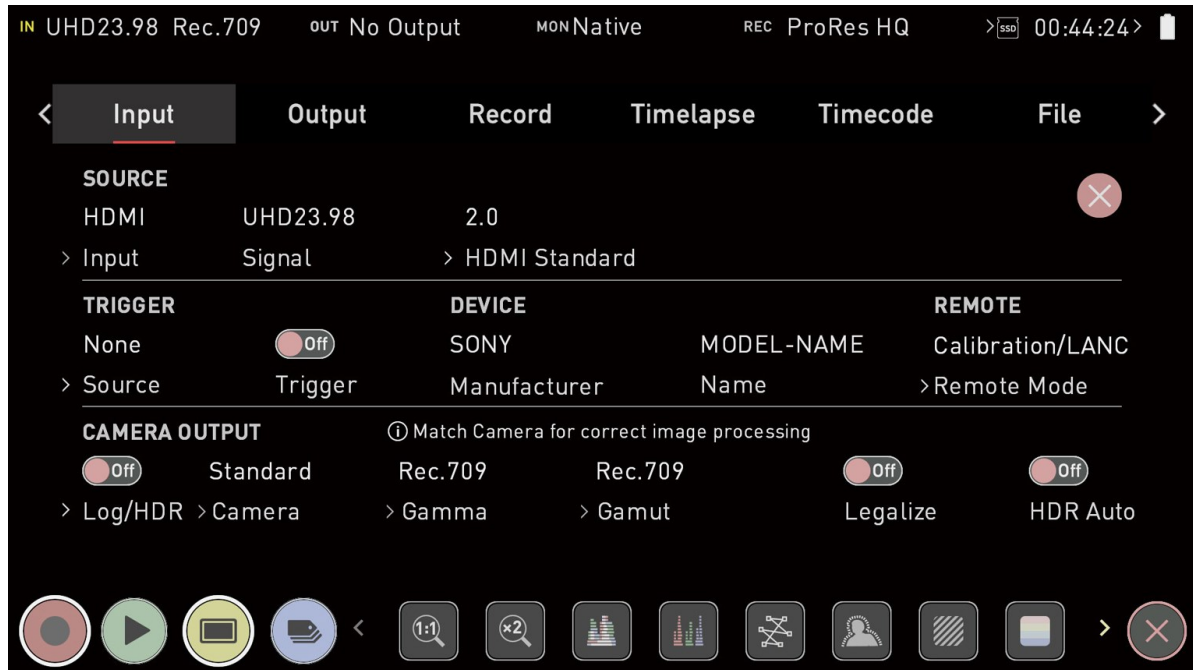 IN UHD23.98 Rec.709 OUT No Output MON Native REC ProRes HQ >SSD 00:44:24>
< Input Output Record Timelapse Timecode File >
SOURCE
HDMI UHD23.98 2.0
> Input Signal > HDMI Standard
TRIGGER DEVICE REMOTE
None Off SONY MODEL-NAME Calibration/LANC
> Source Trigger Manufacturer Name >Remote Mode
CAMERA OUTPUT ⓘ Match Camera for correct image processing
Off Standard Rec.709 Rec.709 Off Off
> Log/HDR >Camera >Gamma >Gamut Legalize HDR Auto
< 1:1 ×2 >